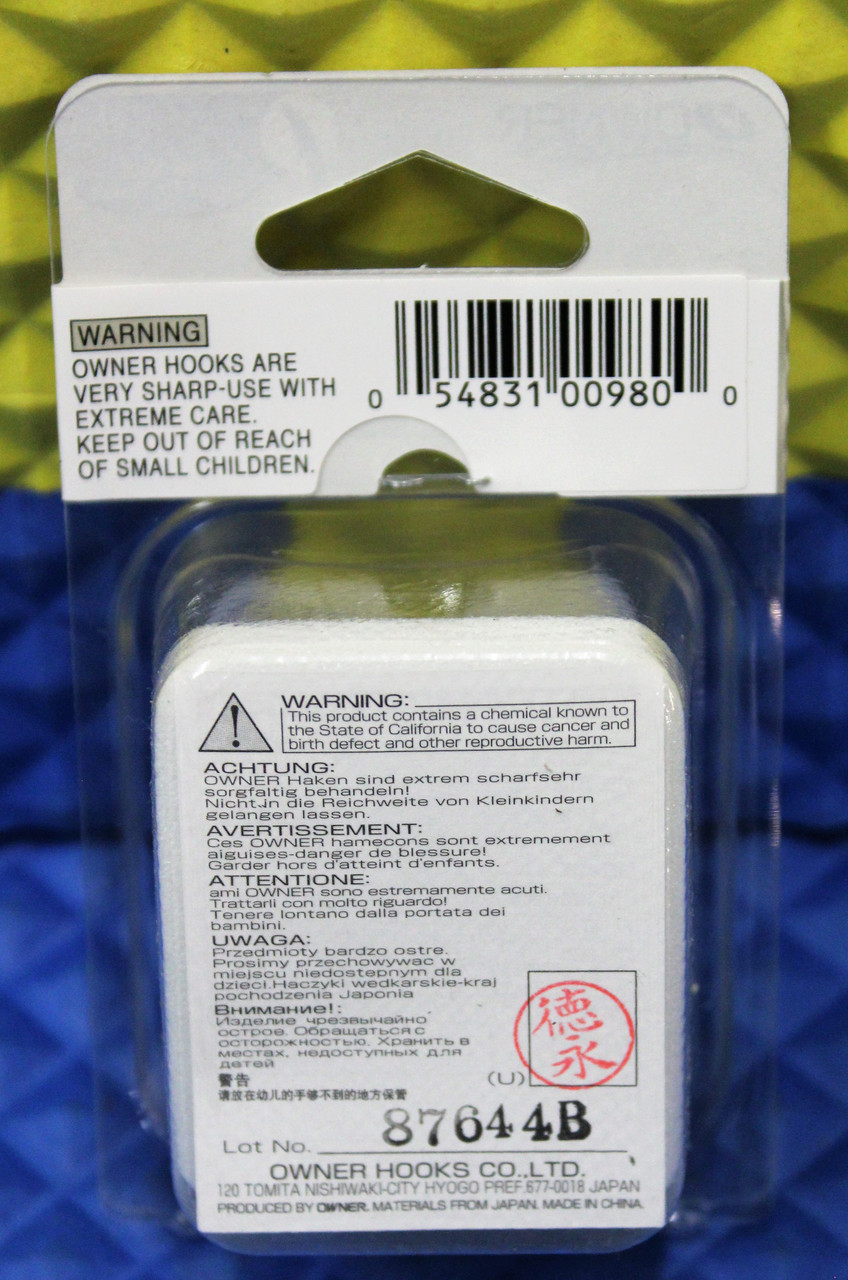 WARNING
OWNER HOOKS ARE
VERY SHARP-USE WITH
EXTREME CARE.
KEEP OUT OF REACH
OF SMALL CHILDREN.
0 54831 00980 0
WARNING:
This product contains a chemical known to
the State of California to cause cancer and
birth defect and other reproductive harm.
ACHTUNG:
OWNER Haken sind extrem scharfsehr
sorgfaltig behandeln!
Nicht.in die Reichweite von Kleinkindern
gelangen lassen.
AVERTISSEMENT:
Ces OWNER hamecons sont extremement
aiguises-danger de blessure!
Garder hors d'atteint d'enfants.
ATTENTIONE:
ami OWNER sono estremamente acuti.
Trattarli con molto riguardo!
Tenere lontano dalla portata dei
bambini.
UWAGA:
Przedmioty bardzo ostre.
Prosimy przechowywac w
miejscu niedostepnym dla
dzieci.Haczyki wedkarskie-kraj
pochodzenia Japonia
Внимание!:
Изделие чрезвычайно
острое. Обращаться с
осторожностью. Хранить в
местах, недоступных для
детей
警告
请放在幼儿的手够不到的地方保管
(U)
德永
Lot No. 87644B
OWNER HOOKS CO.,LTD.
120 TOMITA NISHIWAKI-CITY HYOGO PREF.677-0018 JAPAN
PRODUCED BY OWNER. MATERIALS FROM JAPAN. MADE IN CHINA.